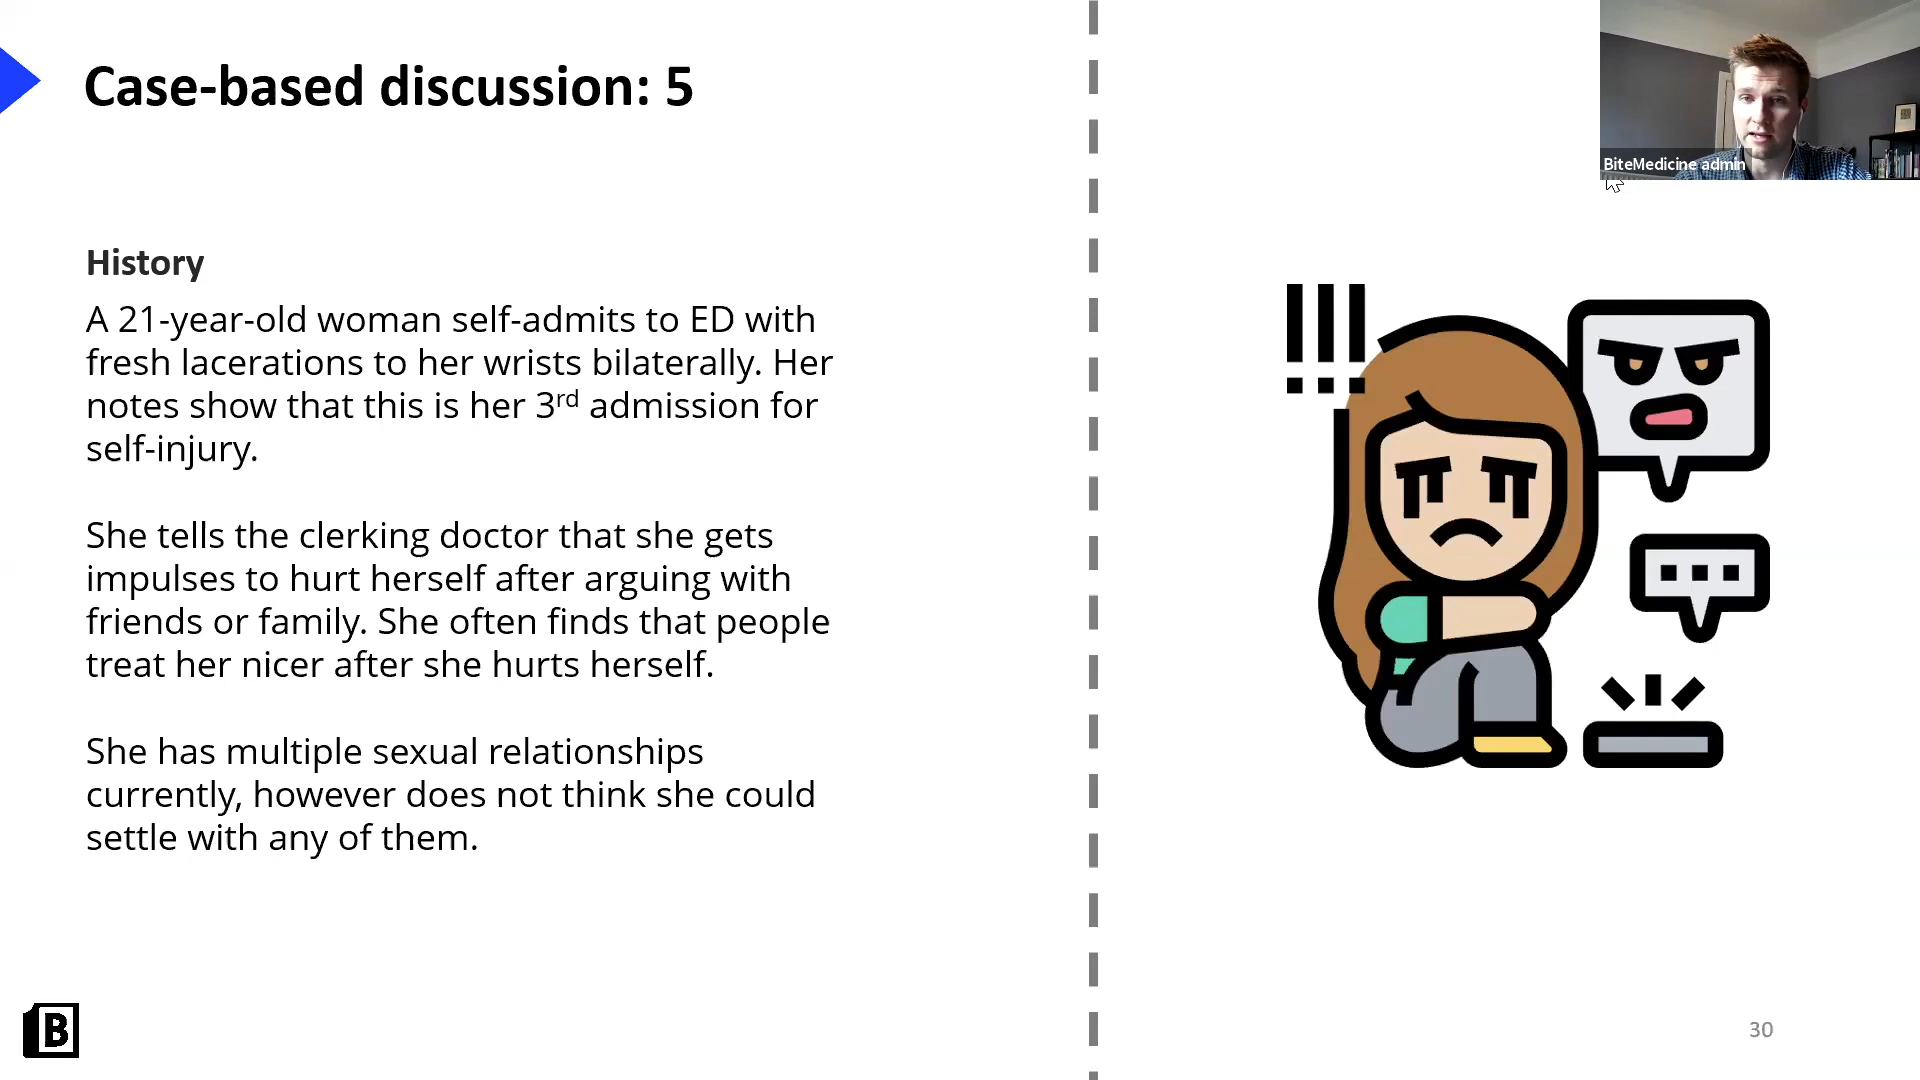 Case-based discussion: 5
BiteMedicine admin
History
A 21-year-old woman self-admits to ED with
fresh lacerations to her wrists bilaterally. Her
notes show that this is her 3rd admission for
self-injury.
She tells the clerking doctor that she gets
impulses to hurt herself after arguing with
friends or family. She often finds that people
treat her nicer after she hurts herself.
She has multiple sexual relationships
currently, however does not think she could
settle with any of them.
!!!
...
B
30